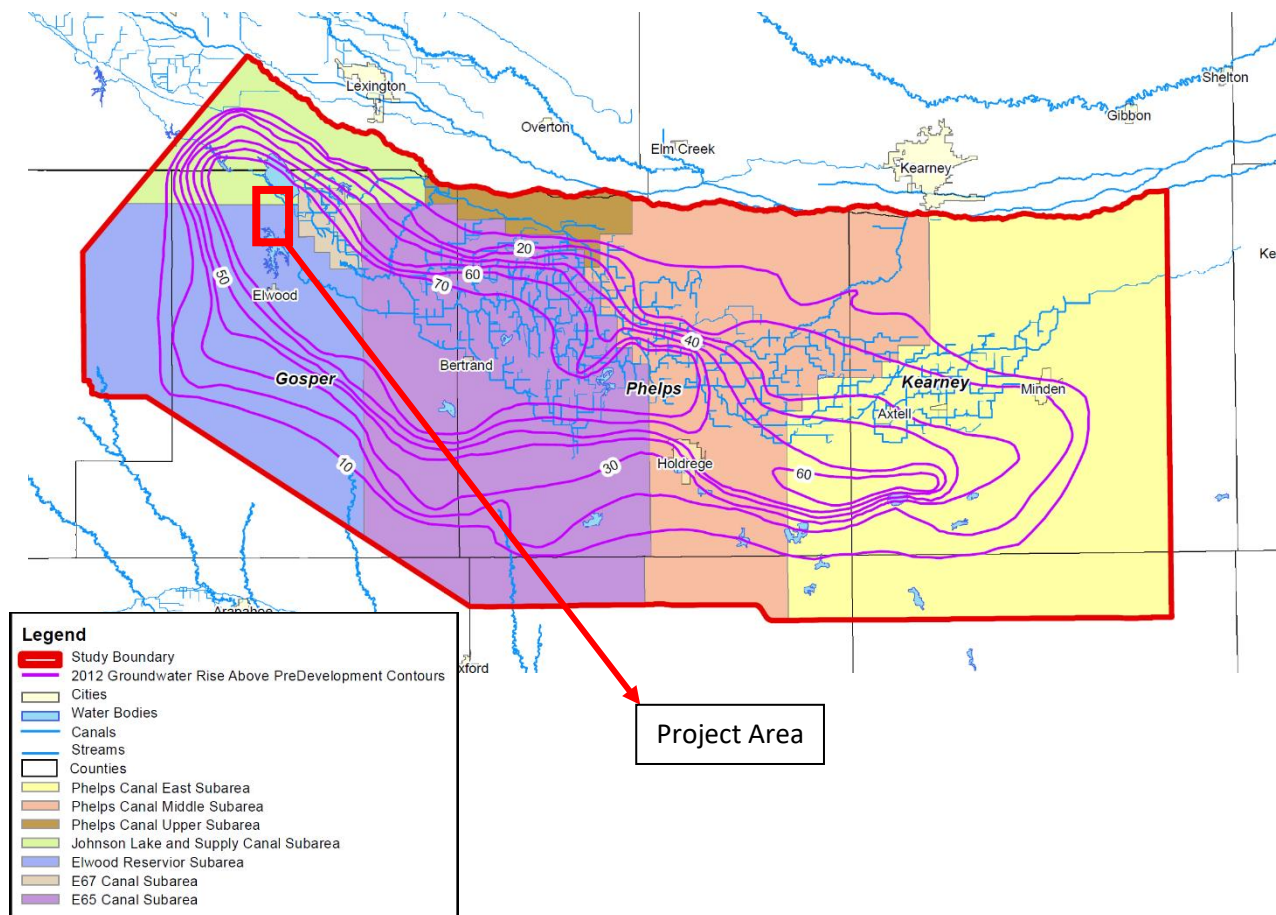 Shelton
Lexington
Gibbon
Overton
Elm Creek
Kearney
20
60
70
50
Elwood
40
Bertrand
Gosper
Phelps
Kearney
Minden
Axtell
10
30
Holdrege
60
Project Area
Legend
Study Boundary
2012 Groundwater Rise Above PreDevelopment Contours
Cities
Water Bodies
Canals
Streams
Counties
Phelps Canal East Subarea
Phelps Canal Middle Subarea
Phelps Canal Upper Subarea
Johnson Lake and Supply Canal Subarea
Elwood Reservior Subarea
E67 Canal Subarea
E65 Canal Subarea